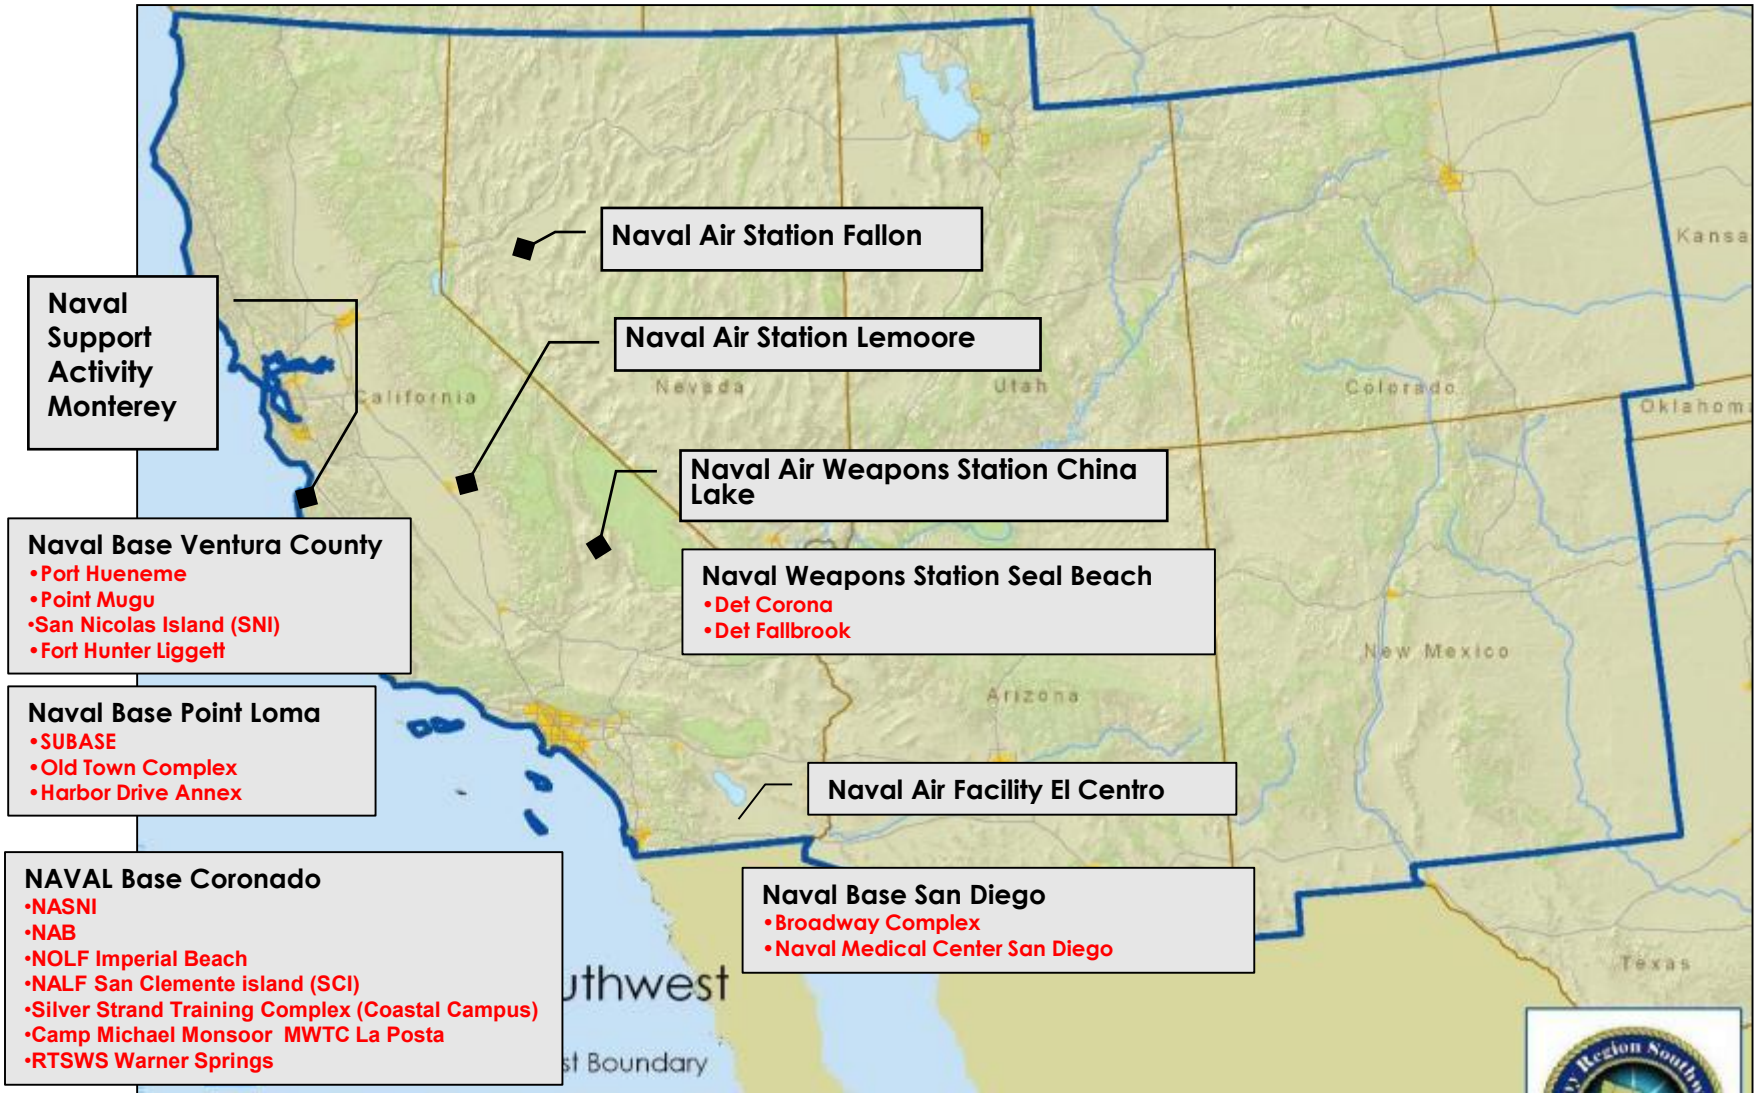 Kansa
Naval Air Station Fallon
Naval
Support
Activity
Monterey
Naval Air Station Lemoore
California
Nevada
Utah
Colorado
Oklahom
Naval Air Weapons Station China
Lake
Naval Base Ventura County
•Port Hueneme
•Point Mugu
•San Nicolas Island (SNI)
•Fort Hunter Liggett
Naval Weapons Station Seal Beach
•Det Corona
•Det Fallbrook
New Mexico
Arizona
Naval Base Point Loma
•SUBASE
•Old Town Complex
•Harbor Drive Annex
Naval Air Facility El Centro
NAVAL Base Coronado
•NASNI
•NAB
•NOLF Imperial Beach
•NALF San Clemente island (SCI)
•Silver Strand Training Complex (Coastal Campus)
•Camp Michael Monsoor  MWTC La Posta
•RTSWS Warner Springs
Naval Base San Diego
•Broadway Complex
•Naval Medical Center San Diego
Texas
uthwest
st Boundary
y Region Southw